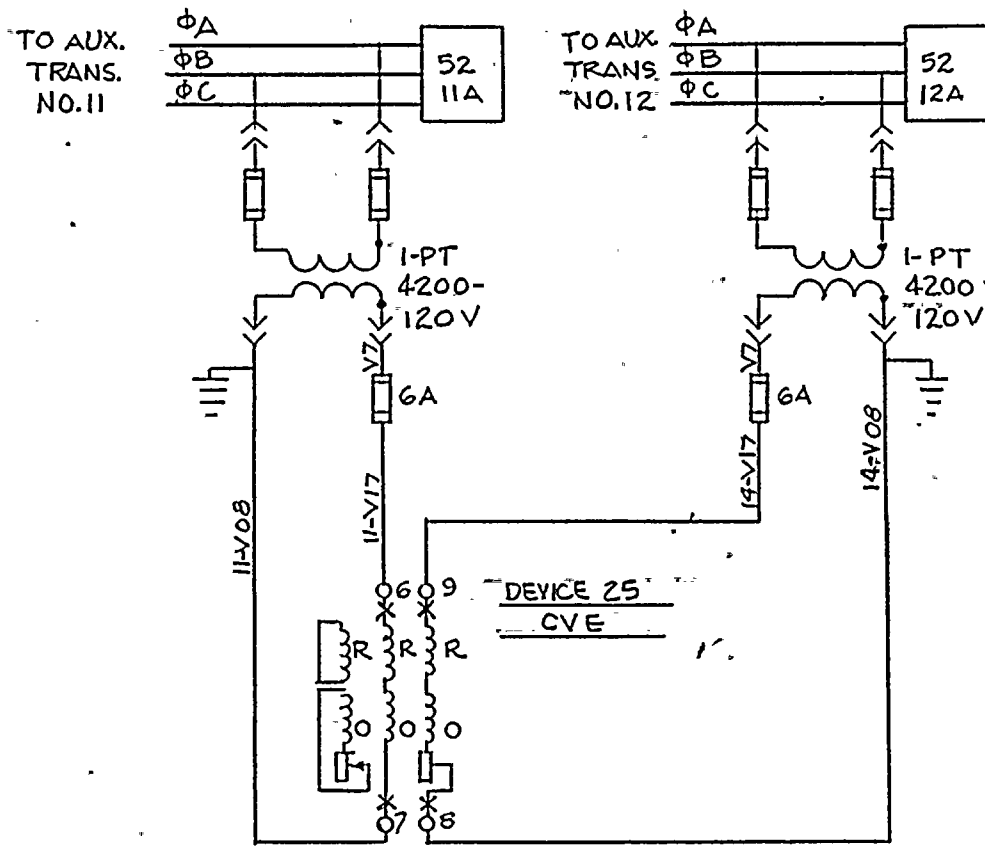 TO AUX.
TRANS.
NO.11
ΦA
ΦB
ΦC
52
11A
TO AUX
TRANS
NO.12
ΦA
ΦB
ΦC
52
12A
1-PT
4200-
120V
1-PT
4200
120V
V7
6A
V7
6A
11-V08
11-V17
14-V17
14-V08
6
9
DEVICE 25
CVE
R
R
R
O
O
O
7
8